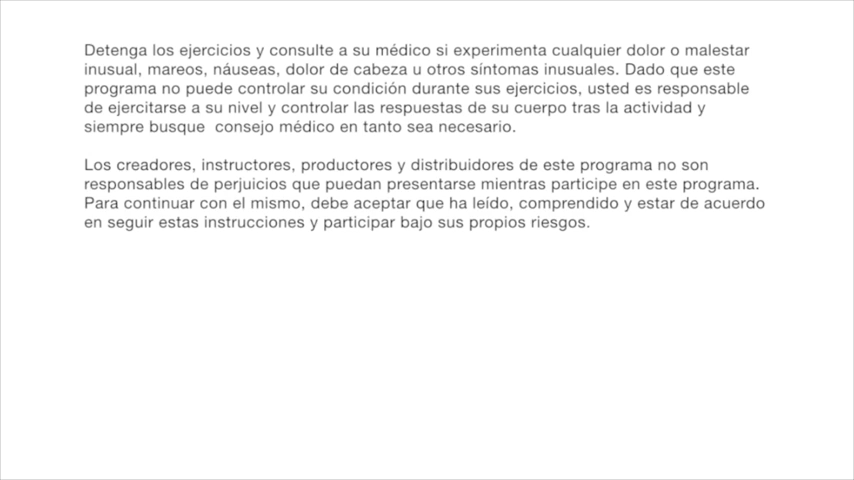 Detenga los ejercicios y consulte a su médico si experimenta cualquier dolor o malestar
inusual, mareos, náuseas, dolor de cabeza u otros síntomas inusuales. Dado que este
programa no puede controlar su condición durante sus ejercicios, usted es responsable
de ejercitarse a su nivel y controlar las respuestas de su cuerpo tras la actividad y
siempre busque  consejo médico en tanto sea necesario.
Los creadores, instructores, productores y distribuidores de este programa no son
responsables de perjuicios que puedan presentarse mientras participe en este programa.
Para continuar con el mismo, debe aceptar que ha leído, comprendido y estar de acuerdo
en seguir estas instrucciones y participar bajo sus propios riesgos.